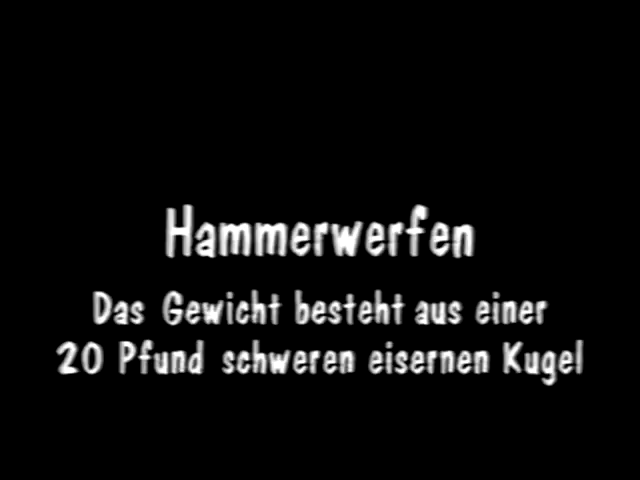 Hammerwerfen
Das Gewicht besteht aus einer
20 Pfund schweren eisernen Kugel